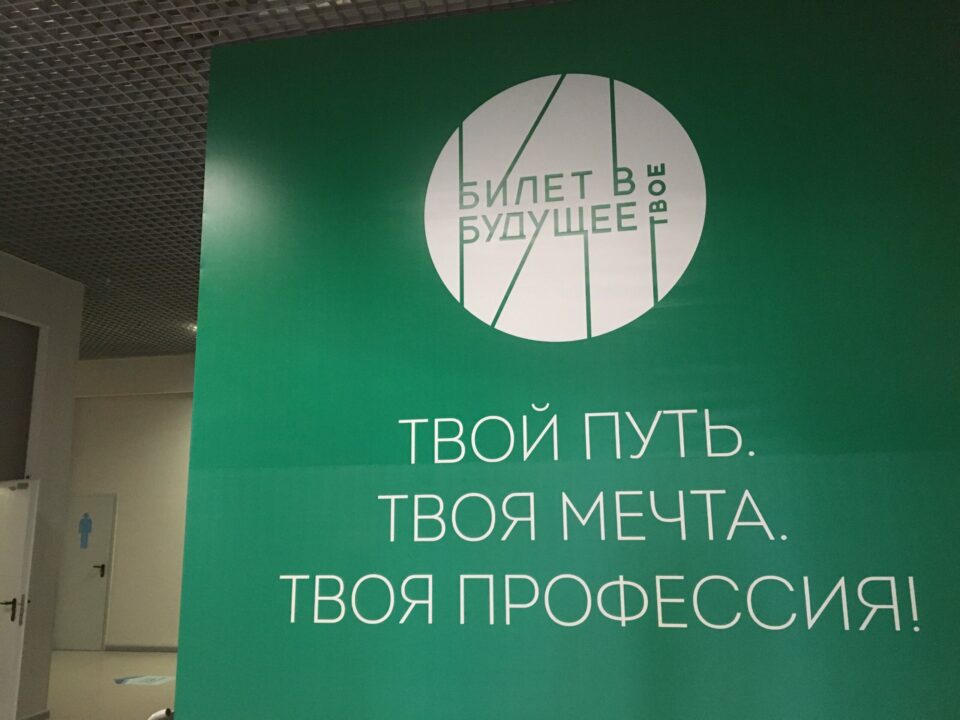 БИЛЕТ В
БУДУЩЕЕ
ТВОЕ
ТВОЙ ПУТЬ.
ТВОЯ МЕЧТА.
ТВОЯ ПРОФЕССИЯ!